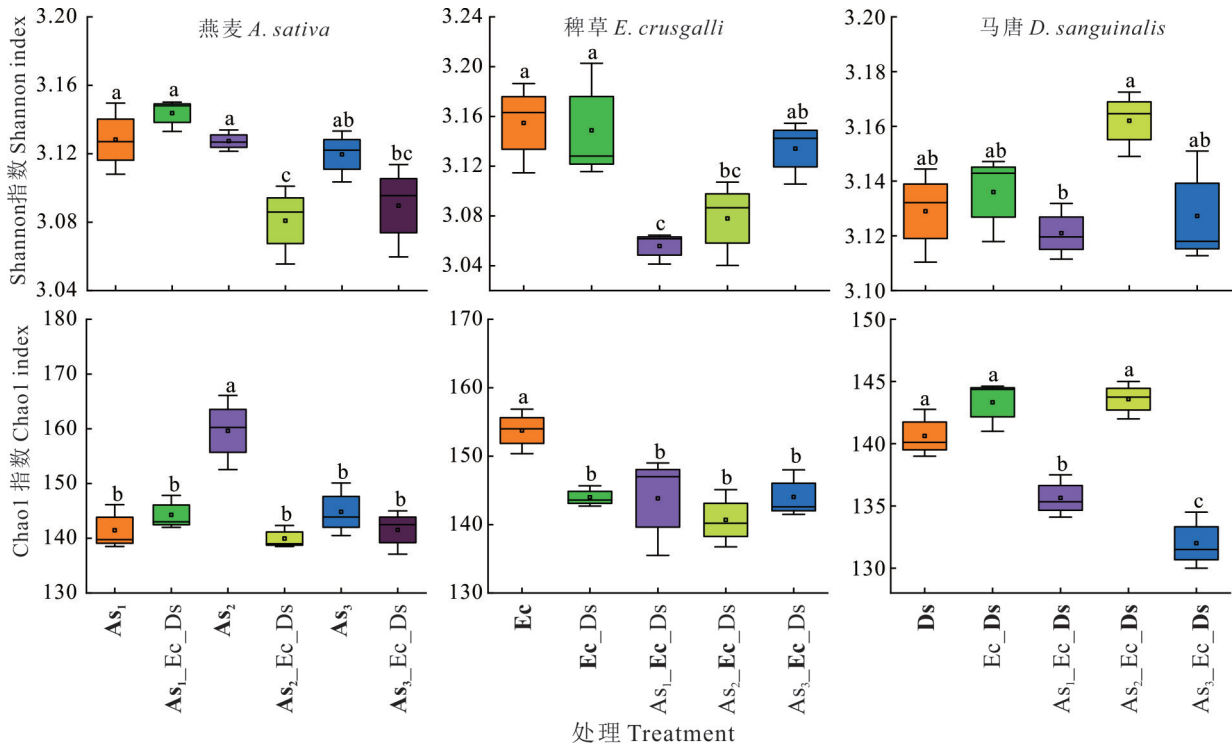 燕麦 A. sativa
稗草 E. crusgalli
马唐 D. sanguinalis
Shannon指数 Shannon index
3.20
3.16
3.12
3.08
3.04
a
a
a
c
ab
bc
3.24
3.20
3.16
3.12
3.08
3.04
a
a
c
bc
ab
3.20
3.18
3.16
3.14
3.12
3.10
ab
ab
b
a
ab
Chao1 指数 Chao1 index
180
170
160
150
140
130
b
b
a
b
b
b
170
160
150
140
130
a
b
b
b
b
150
145
140
135
130
a
a
b
a
c
As1
As1_Ec_Ds
As2
As2_Ec_Ds
As3
As3_Ec_Ds
Ec
Ec_Ds
As1_Ec_Ds
As2_Ec_Ds
As3_Ec_Ds
Ds
Ec_Ds
As1_Ec_Ds
As2_Ec_Ds
As3_Ec_Ds
处理 Treatment